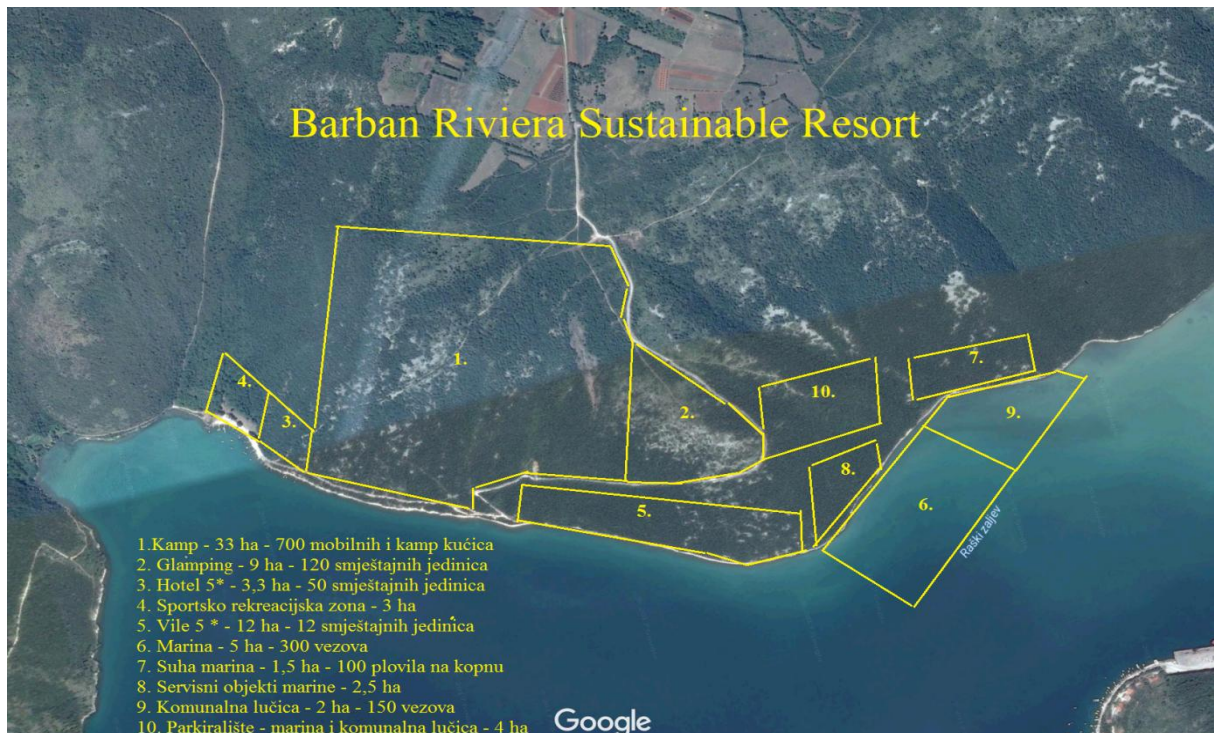 Barban Riviera Sustainable Resort
1.
2.
3.
4.
5.
6.
7.
8.
9.
10.
Raški zaljev
1.Kamp - 33 ha - 700 mobilnih i kamp kućica
2. Glamping - 9 ha - 120 smještajnih jedinica
3. Hotel 5* - 3,3 ha - 50 smještajnih jedinica
4. Sportsko rekreacijska zona - 3 ha
5. Vile 5 * - 12 ha - 12 smještajnih jedinica
6. Marina - 5 ha - 300 vezova
7. Suha marina - 1,5 ha - 100 plovila na kopnu
8. Servisni objekti marine - 2,5 ha
9. Komunalna lučica - 2 ha - 150 vezova
10. Parkiralište - marina i komunalna lučica - 4 ha
Google